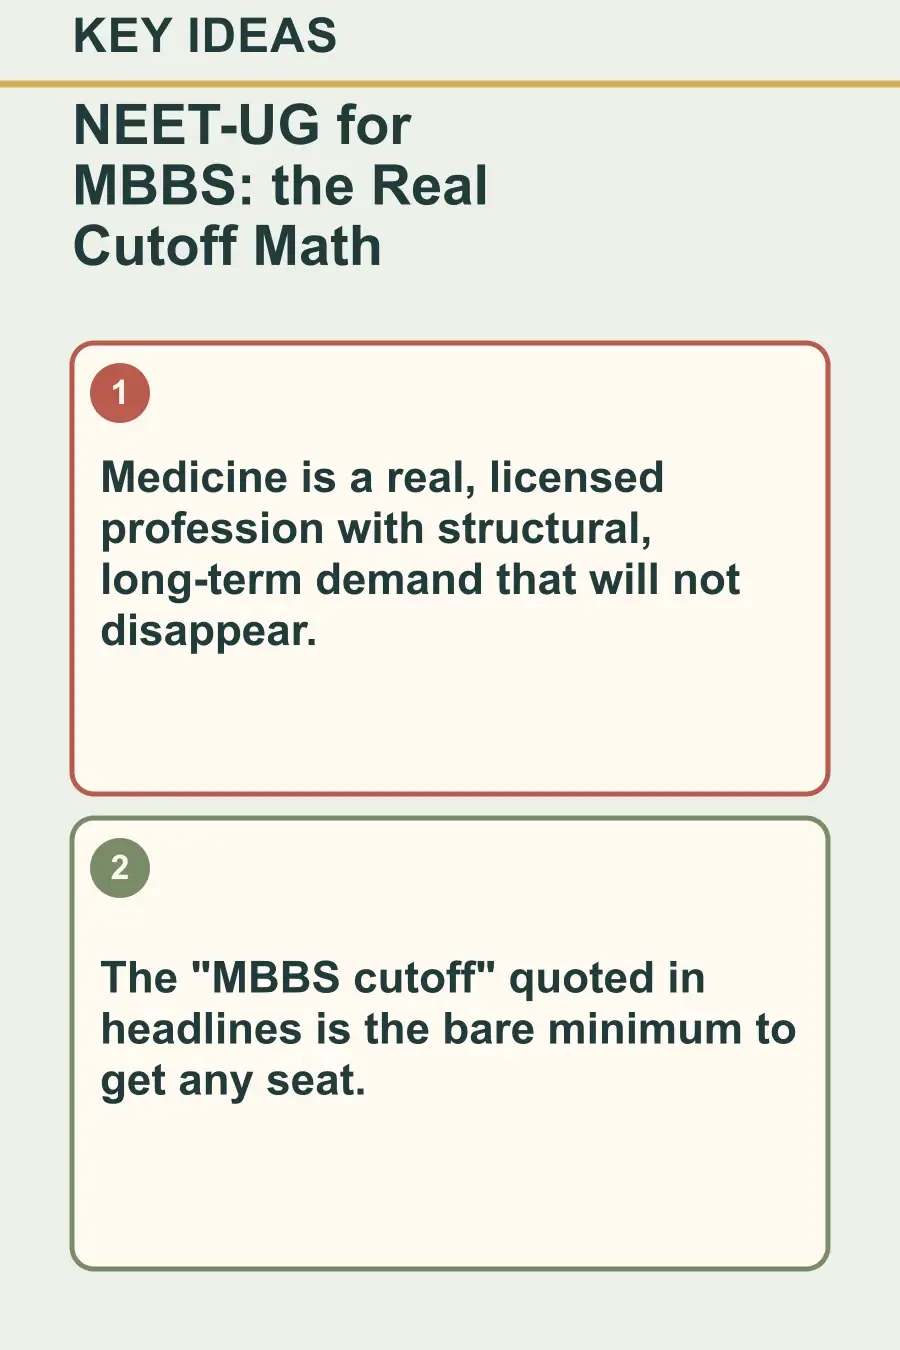 KEY IDEAS
NEET-UG for
MBBS: the Real
Cutoff Math
1
Medicine is a real, licensed
profession with structural,
long-term demand that will not
disappear.
2
The "MBBS cutoff" quoted in
headlines is the bare minimum to
get any seat.